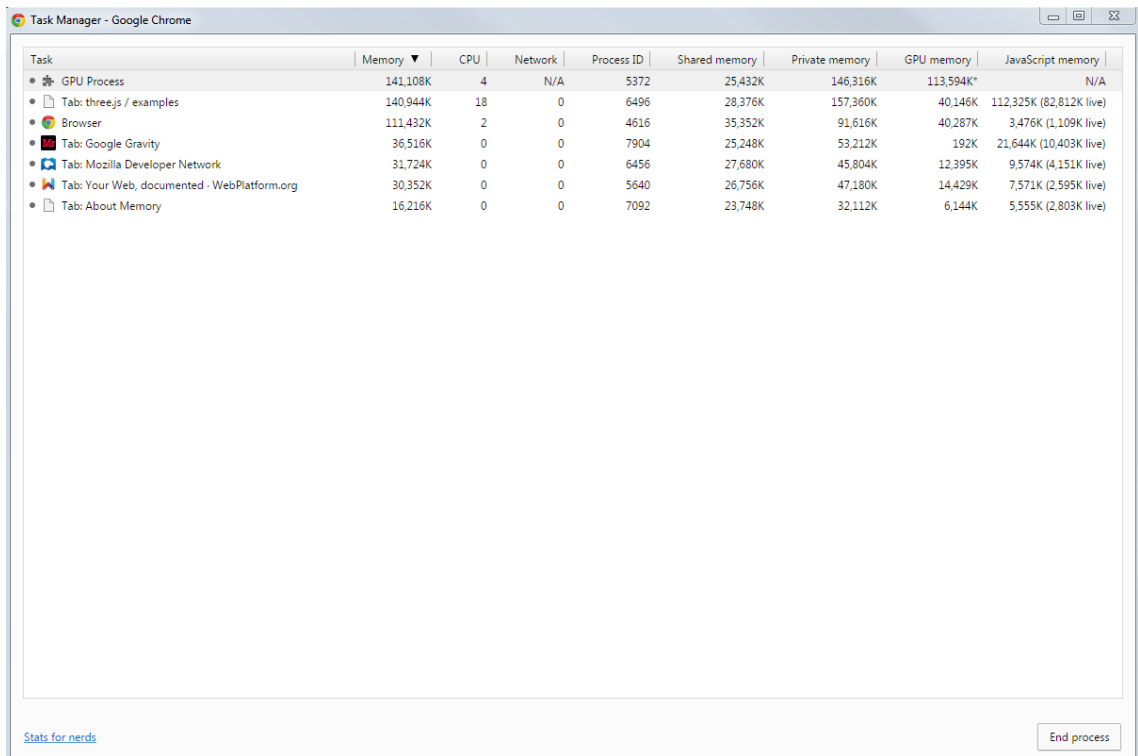 Task Manager - Google Chrome
Task Memory ▼ CPU Network Process ID Shared memory Private memory GPU memory JavaScript memory
GPU Process 141,108K 4 N/A 5372 25,432K 146,316K 113,594K* N/A
Tab: three.js / examples 140,944K 18 0 6496 28,376K 157,360K 40,146K 112,325K (82,812K live)
Browser 111,432K 2 0 4616 35,352K 91,616K 40,287K 3,476K (1,109K live)
Mr Tab: Google Gravity 36,516K 0 0 7904 25,248K 53,212K 192K 21,644K (10,403K live)
Tab: Mozilla Developer Network 31,724K 0 0 6456 27,680K 45,804K 12,395K 9,574K (4,151K live)
Tab: Your Web, documented · WebPlatform.org 30,352K 0 0 5640 26,756K 47,180K 14,429K 7,571K (2,595K live)
Tab: About Memory 16,216K 0 0 7092 23,748K 32,112K 6,144K 5,555K (2,803K live)
Stats for nerds End process